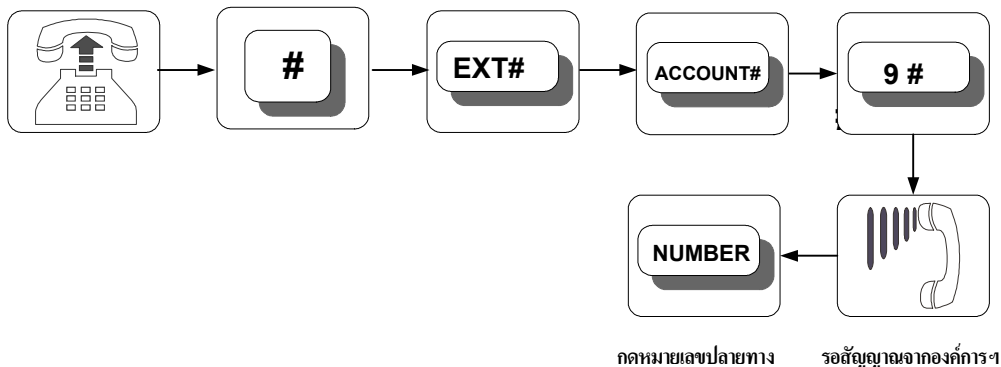 #
EXT#
ACCOUNT#
9 #
NUMBER
กดหมายเลขปลายทาง
รอสัญญาณจากองค์การฯ